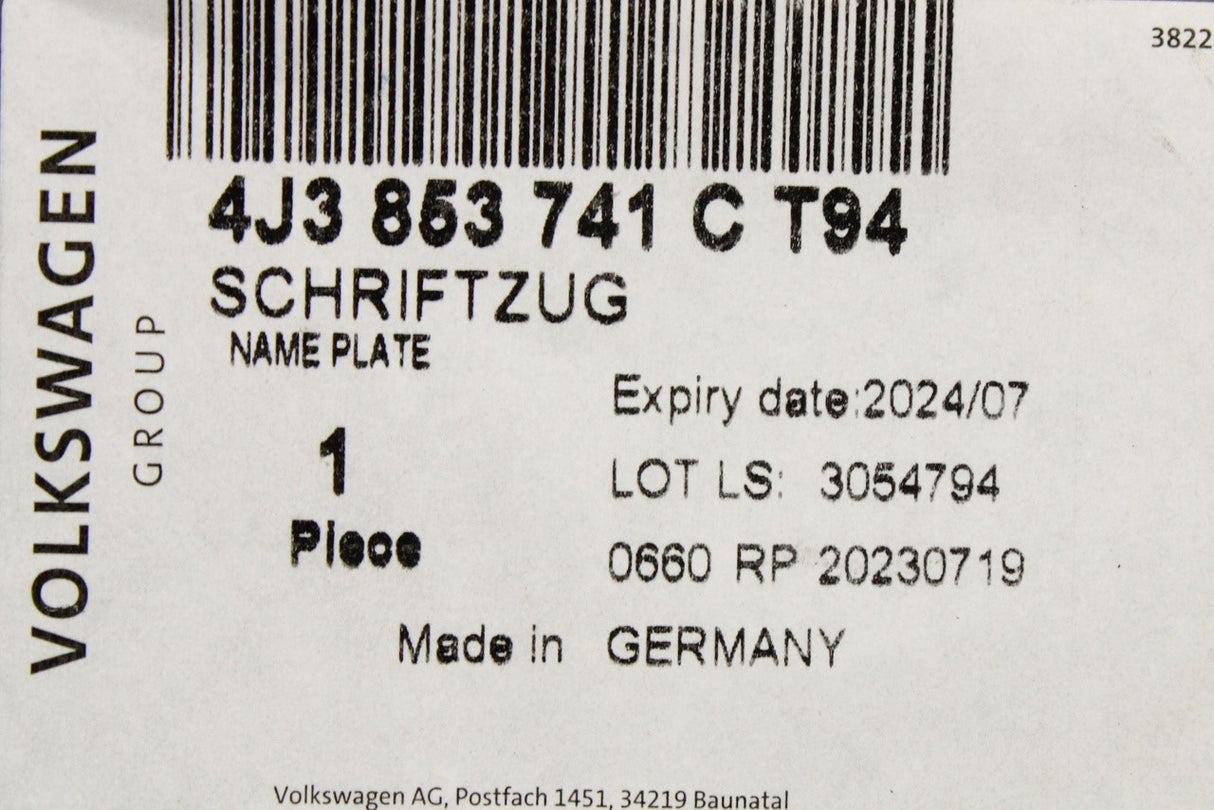 3822
VOLKSWAGEN
GROUP
4J3 853 741 C T94
SCHRIFTZUG
NAME PLATE
1
Piece
Expiry date:2024/07
LOT LS: 3054794
0660 RP 20230719
Made in GERMANY
Volkswagen AG, Postfach 1451, 34219 Baunatal